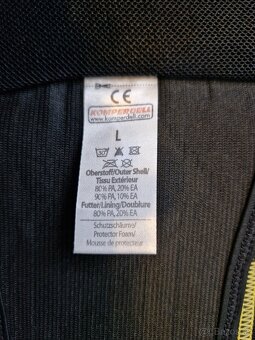 CE
KOMPERDELL
www.komperdell.com
L
Oberstoff/Outer Shell/
Tissu Extérieur
80% PA, 20% EA
90% PA, 10% EA
Futter/Lining/Doublure
80% PA, 20% EA
Schutzschäume/
Protector Foam/
Mousse de protecteur